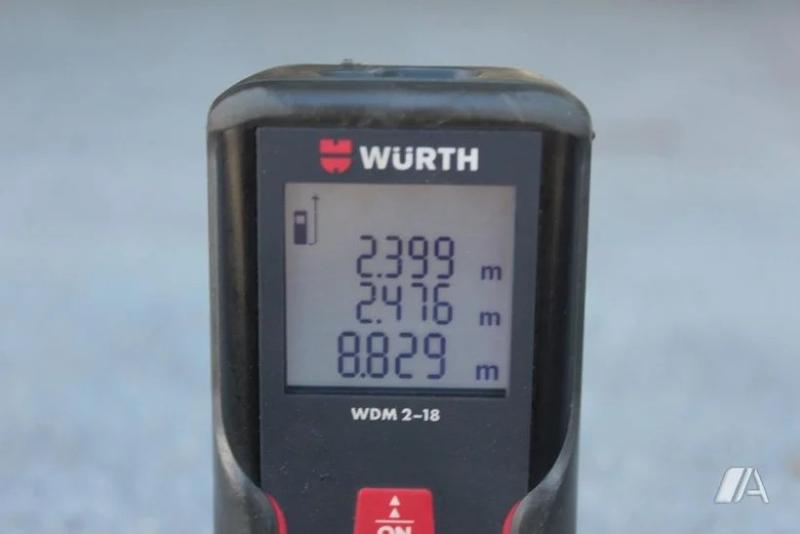 WÜRTH
2.399 m
2.476 m
8.829 m
WDM 2-18
ON